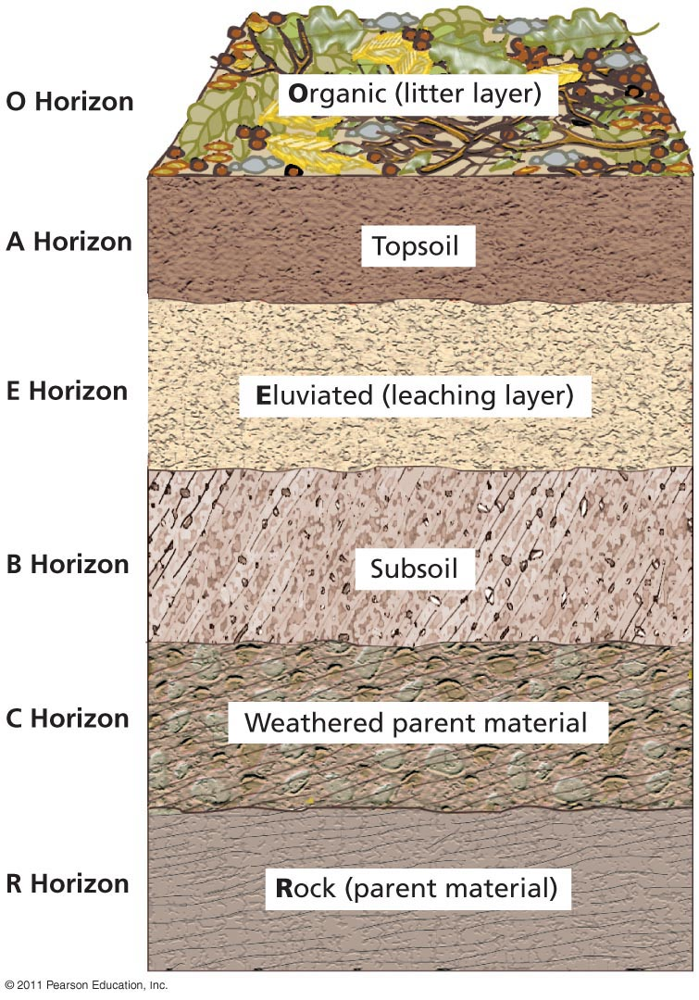 O Horizon
Organic (litter layer)
A Horizon
Topsoil
E Horizon
Eluviated (leaching layer)
B Horizon
Subsoil
C Horizon
Weathered parent material
R Horizon
Rock (parent material)
© 2011 Pearson Education, Inc.